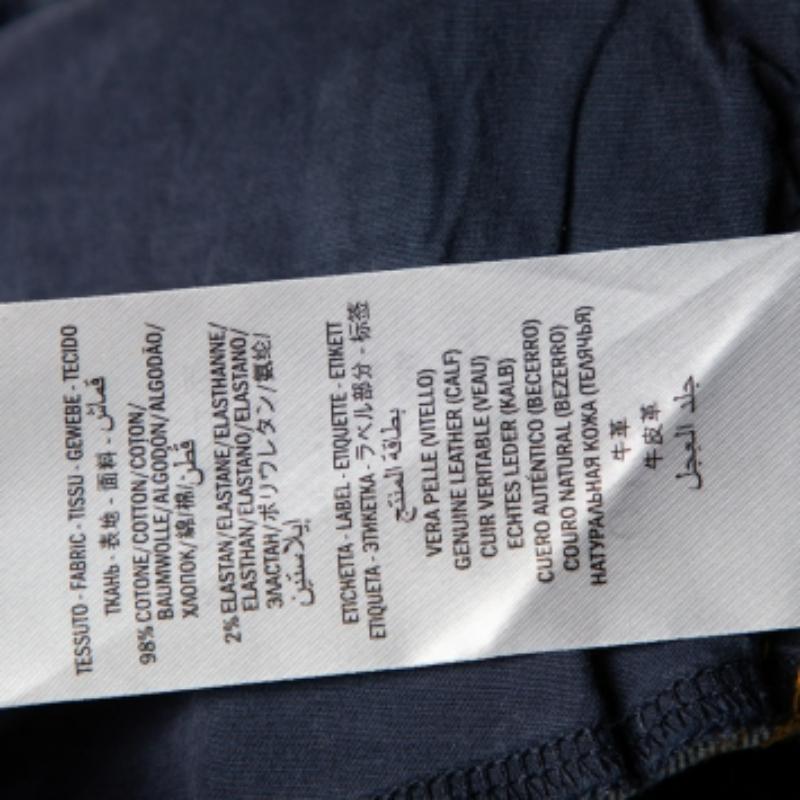 TESSUTO - FABRIC - TISSU - GEWEBE - TECIDO
ТКАНЬ - 表地 - 面料 - قماش
98% COTONE/COTTON/COTON/
BAUMWOLLE/ALGODÓN/ALGODÃO/
ХЛОПОК/綿/棉/قطن
2% ELASTAN/ELASTANE/ELASTHANNE/
ELASTHAN/ELASTANO/ELASTANO/
ЭЛАСТАН/ポリウレタン/氨纶/
إيلاستين
ETICHETTA - LABEL - ETIQUETTE - ETIKETT
ETIQUETA - ЭТИКЕТКА - ラベル部分 - 标签
بطاقة المنتج
VERA PELLE (VITELLO)
GENUINE LEATHER (CALF)
CUIR VERITABLE (VEAU)
ECHTES LEDER (KALB)
CUERO AUTÉNTICO (BECERRO)
COURO NATURAL (BEZERRO)
НАТУРАЛЬНАЯ КОЖА (ТЕЛЯЧЬЯ)
牛革
牛皮革
جلد العجل